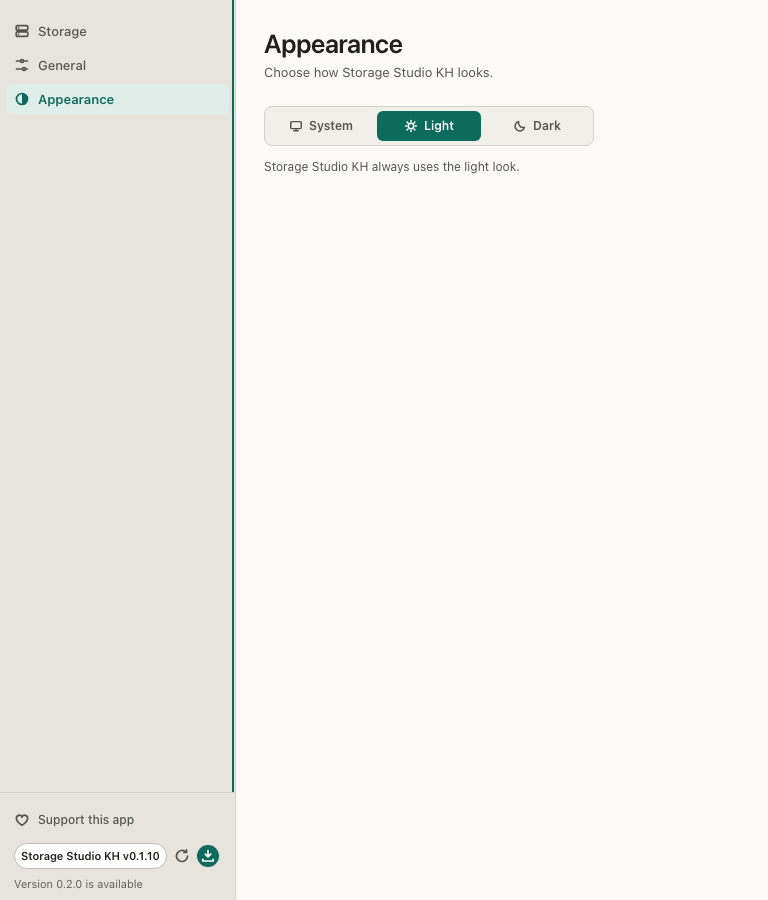 Storage
General
Appearance
Appearance
Choose how Storage Studio KH looks.
System
Light
Dark
Storage Studio KH always uses the light look.
Support this app
Storage Studio KH v0.1.10
Version 0.2.0 is available